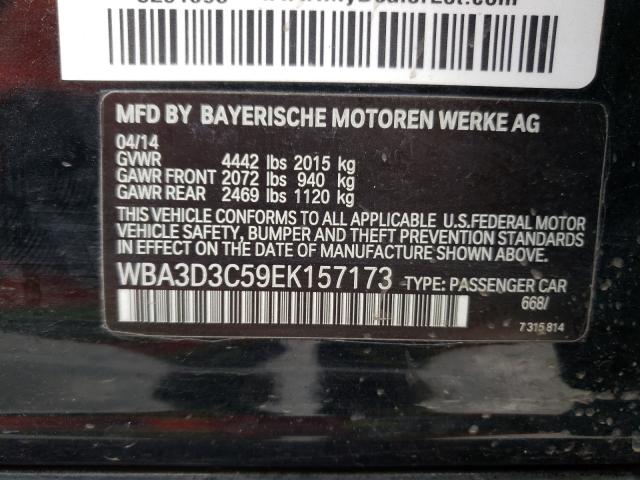 MFD BY BAYERISCHE MOTOREN WERKE AG
04/14
GVWR 4442 lbs 2015 kg
GAWR FRONT 2072 lbs 940 kg
GAWR REAR 2469 lbs 1120 kg
THIS VEHICLE CONFORMS TO ALL APPLICABLE U.S.FEDERAL MOTOR
VEHICLE SAFETY, BUMPER AND THEFT PREVENTION STANDARDS
IN EFFECT ON THE DATE OF MANUFACTURE SHOWN ABOVE.
WBA3D3C59EK157173 TYPE: PASSENGER CAR
668/
7 315 814